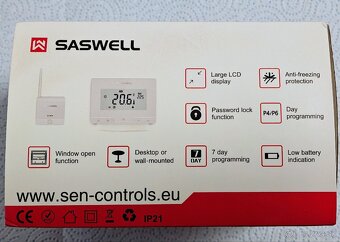 SASWELL
Large LCD
display
Anti-freezing
protection
20.6
Password lock
function
P4/P6
Day
programming
Window open
function
Desktop or
wall-mounted
7
DAY
7 day
programming
Low battery
indication
www.sen-controls.eu
CE
IP21